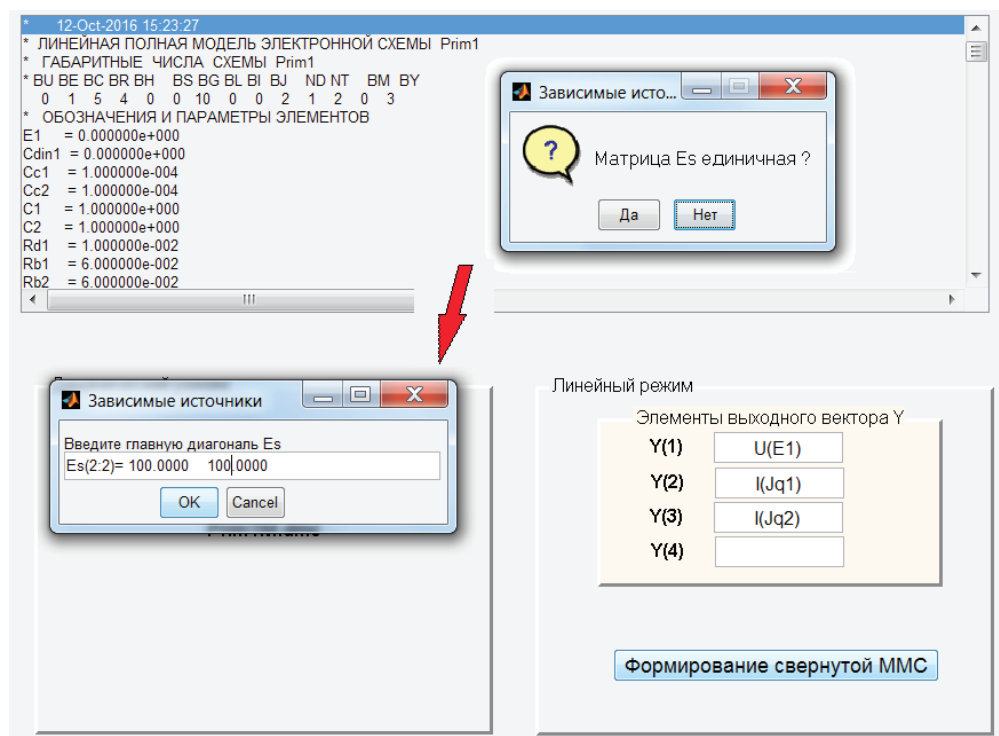 * 12-Oct-2016 15:23:27
* ЛИНЕЙНАЯ ПОЛНАЯ МОДЕЛЬ ЭЛЕКТРОННОЙ СХЕМЫ Prim1
* ГАБАРИТНЫЕ ЧИСЛА СХЕМЫ Prim1
* BU BE BC BR BH BS BG BL BI BJ ND NT BM BY
0 1 5 4 0 0 10 0 0 2 1 2 0 3
* ОБОЗНАЧЕНИЯ И ПАРАМЕТРЫ ЭЛЕМЕНТОВ
E1 = 0.000000e+000
Cdin1 = 0.000000e+000
Cc1 = 1.000000e-004
Cc2 = 1.000000e-004
C1 = 1.000000e+000
C2 = 1.000000e+000
Rd1 = 1.000000e-002
Rb1 = 6.000000e-002
Rb2 = 6.000000e-002
Зависимые исто...
Матрица Es единичная ?
Да Нет
Зависимые источники
Введите главную диагональ Es
Es(2:2)= 100.0000 100.0000
OK Cancel
Линейный режим
Элементы выходного вектора Y
Y(1) U(E1)
Y(2) I(Jq1)
Y(3) I(Jq2)
Y(4)
Формирование свернутой ММС